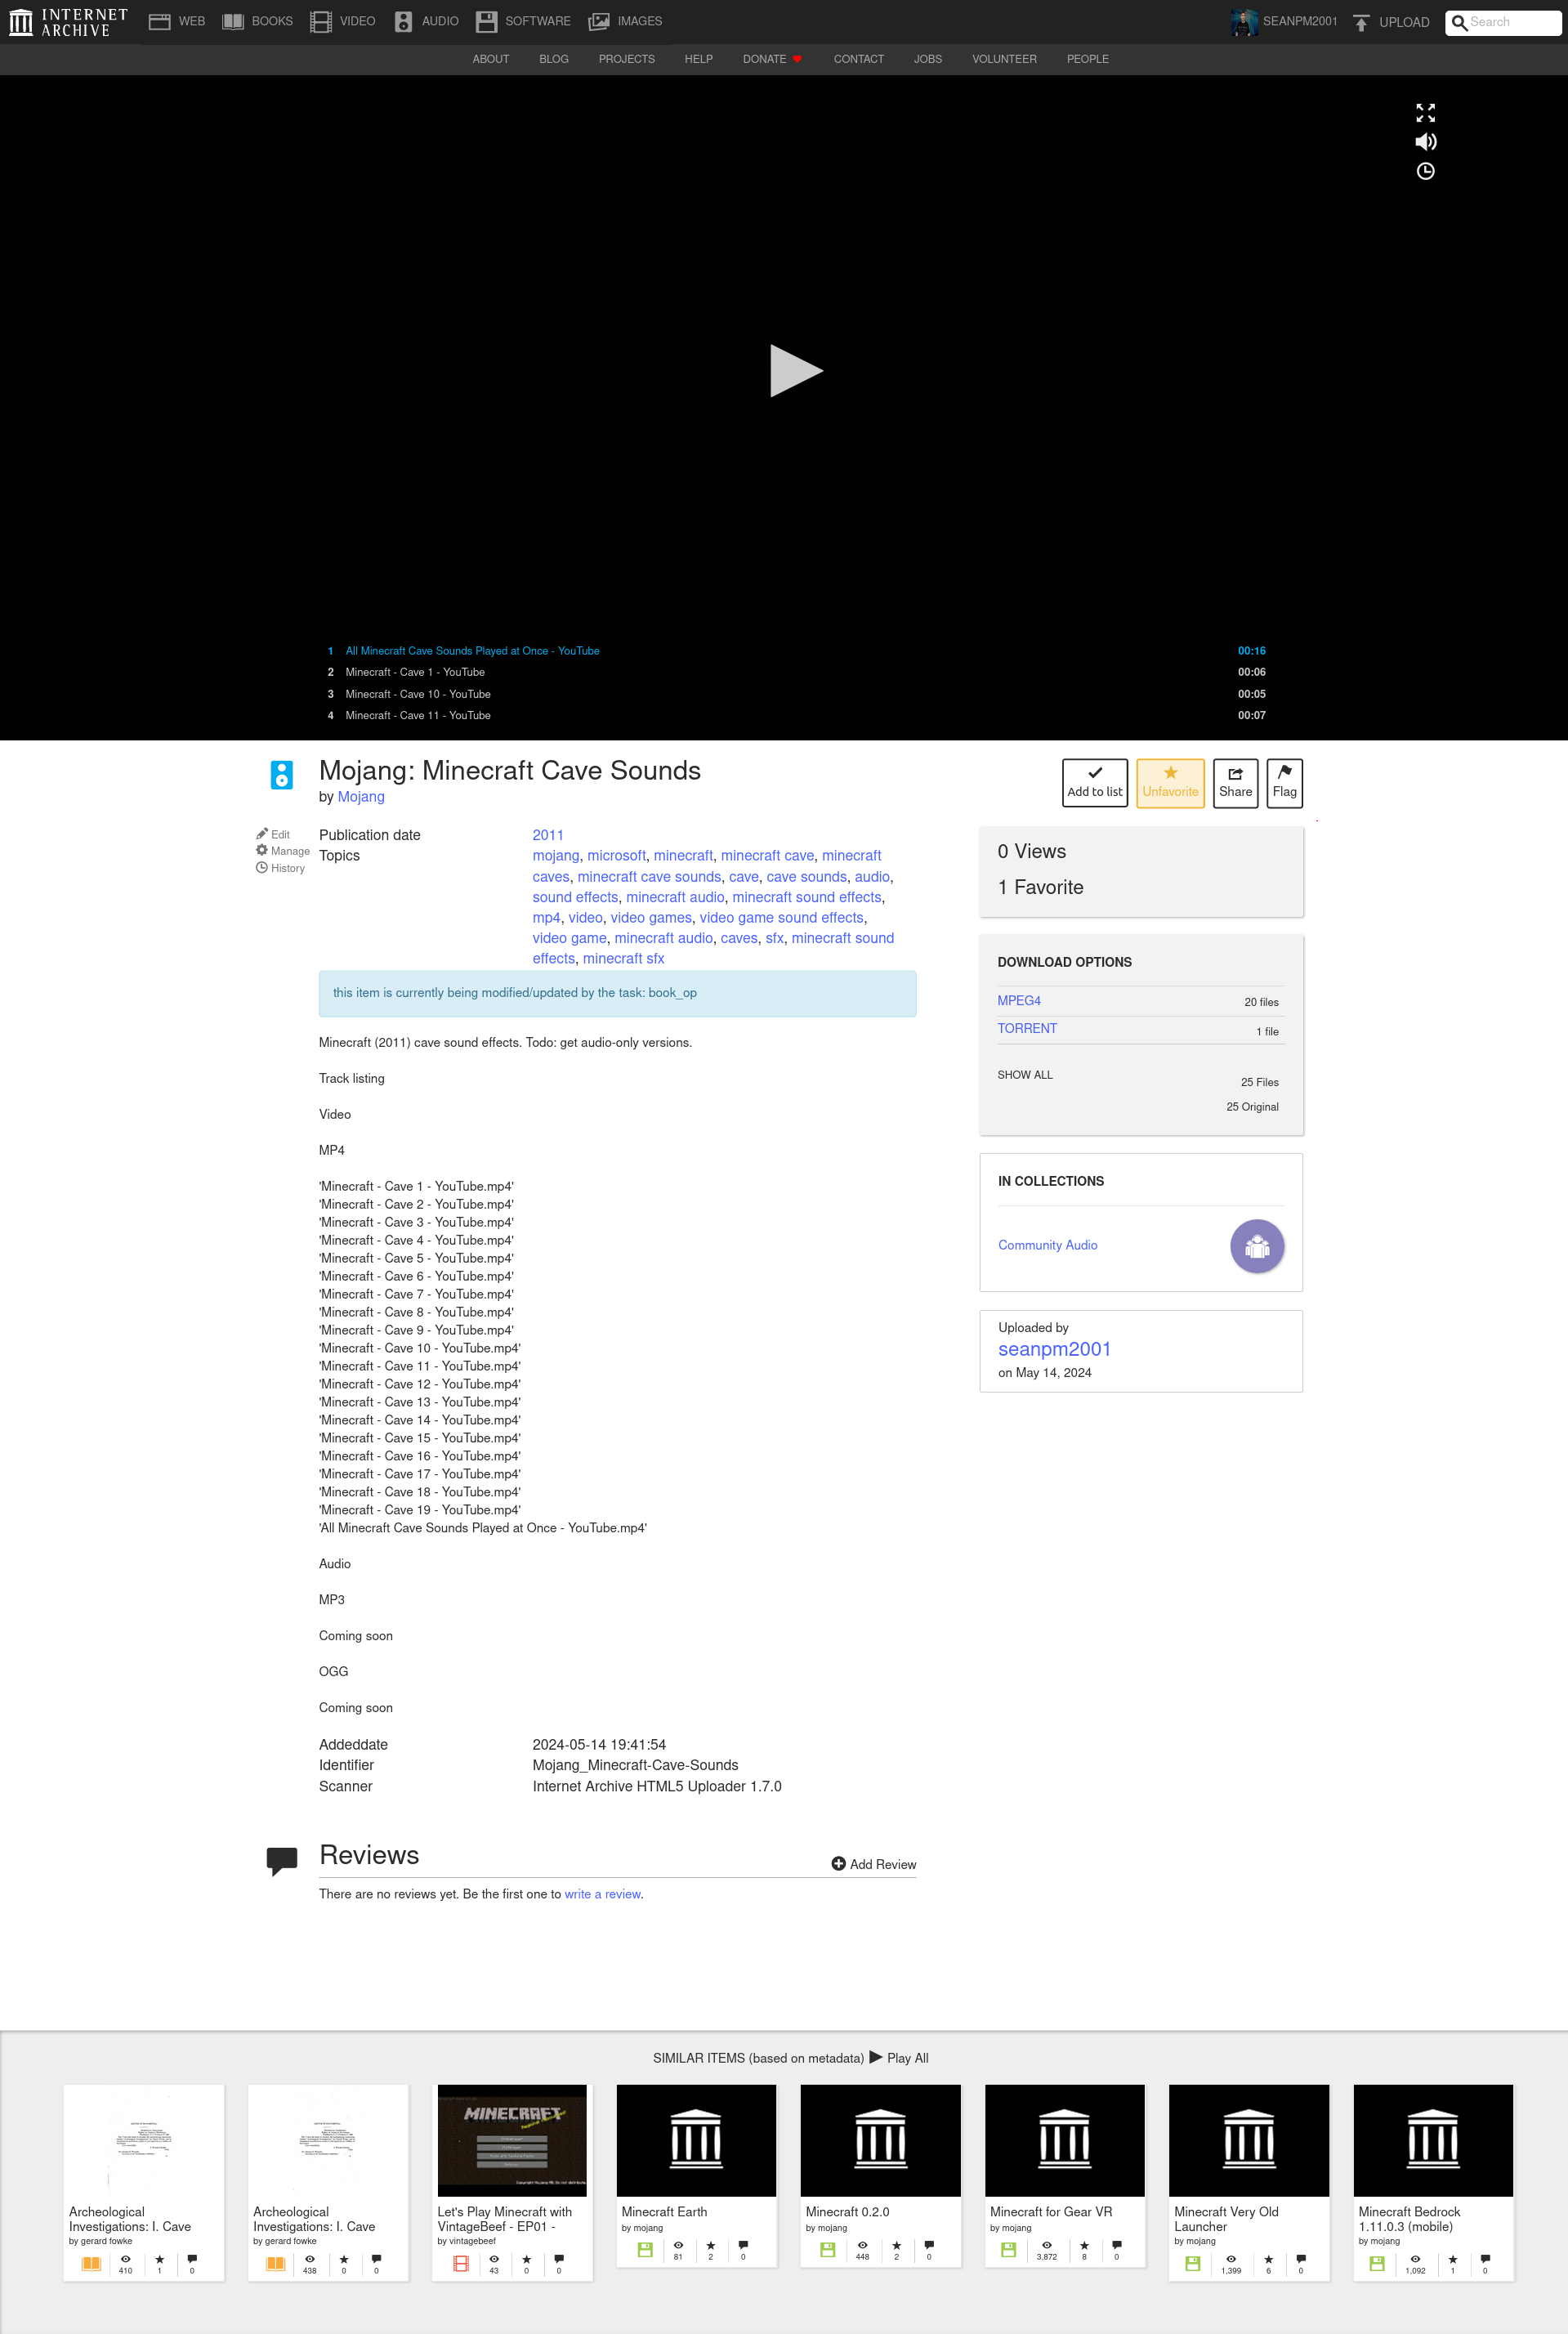 INTERNET
ARCHIVE
WEB BOOKS VIDEO AUDIO SOFTWARE IMAGES SEANPM2001 UPLOAD Search
ABOUT BLOG PROJECTS HELP DONATE CONTACT JOBS VOLUNTEER PEOPLE
1 All Minecraft Cave Sounds Played at Once - YouTube 00:16
2 Minecraft - Cave 1 - YouTube 00:06
3 Minecraft - Cave 10 - YouTube 00:05
4 Minecraft - Cave 11 - YouTube 00:07
Mojang: Minecraft Cave Sounds
by Mojang
Add to list Unfavorite Share Flag
Edit
Manage
History
Publication date 2011
Topics mojang, microsoft, minecraft, minecraft cave, minecraft
caves, minecraft cave sounds, cave, cave sounds, audio,
sound effects, minecraft audio, minecraft sound effects,
mp4, video, video games, video game sound effects,
video game, minecraft audio, caves, sfx, minecraft sound
effects, minecraft sfx
this item is currently being modified/updated by the task: book_op
Minecraft (2011) cave sound effects. Todo: get audio-only versions.
Track listing
Video
MP4
'Minecraft - Cave 1 - YouTube.mp4'
'Minecraft - Cave 2 - YouTube.mp4'
'Minecraft - Cave 3 - YouTube.mp4'
'Minecraft - Cave 4 - YouTube.mp4'
'Minecraft - Cave 5 - YouTube.mp4'
'Minecraft - Cave 6 - YouTube.mp4'
'Minecraft - Cave 7 - YouTube.mp4'
'Minecraft - Cave 8 - YouTube.mp4'
'Minecraft - Cave 9 - YouTube.mp4'
'Minecraft - Cave 10 - YouTube.mp4'
'Minecraft - Cave 11 - YouTube.mp4'
'Minecraft - Cave 12 - YouTube.mp4'
'Minecraft - Cave 13 - YouTube.mp4'
'Minecraft - Cave 14 - YouTube.mp4'
'Minecraft - Cave 15 - YouTube.mp4'
'Minecraft - Cave 16 - YouTube.mp4'
'Minecraft - Cave 17 - YouTube.mp4'
'Minecraft - Cave 18 - YouTube.mp4'
'Minecraft - Cave 19 - YouTube.mp4'
'All Minecraft Cave Sounds Played at Once - YouTube.mp4'
Audio
MP3
Coming soon
OGG
Coming soon
Addeddate 2024-05-14 19:41:54
Identifier Mojang_Minecraft-Cave-Sounds
Scanner Internet Archive HTML5 Uploader 1.7.0
0 Views
1 Favorite
DOWNLOAD OPTIONS
MPEG4 20 files
TORRENT 1 file
SHOW ALL 25 Files
25 Original
IN COLLECTIONS
Community Audio
Uploaded by
seanpm2001
on May 14, 2024
Reviews
Add Review
There are no reviews yet. Be the first one to write a review.
SIMILAR ITEMS (based on metadata) Play All
Archeological
Investigations: I. Cave
by gerard fowke
410 1 0
Archeological
Investigations: I. Cave
by gerard fowke
438 0 0
MINECRAFT
Let's Play Minecraft with
VintageBeef - EP01 -
by vintagebeef
43 0 0
Minecraft Earth
by mojang
81 2 0
Minecraft 0.2.0
by mojang
448 2 0
Minecraft for Gear VR
by mojang
3,872 8 0
Minecraft Very Old
Launcher
by mojang
1,399 6 0
Minecraft Bedrock
1.11.0.3 (mobile)
by mojang
1,092 1 0